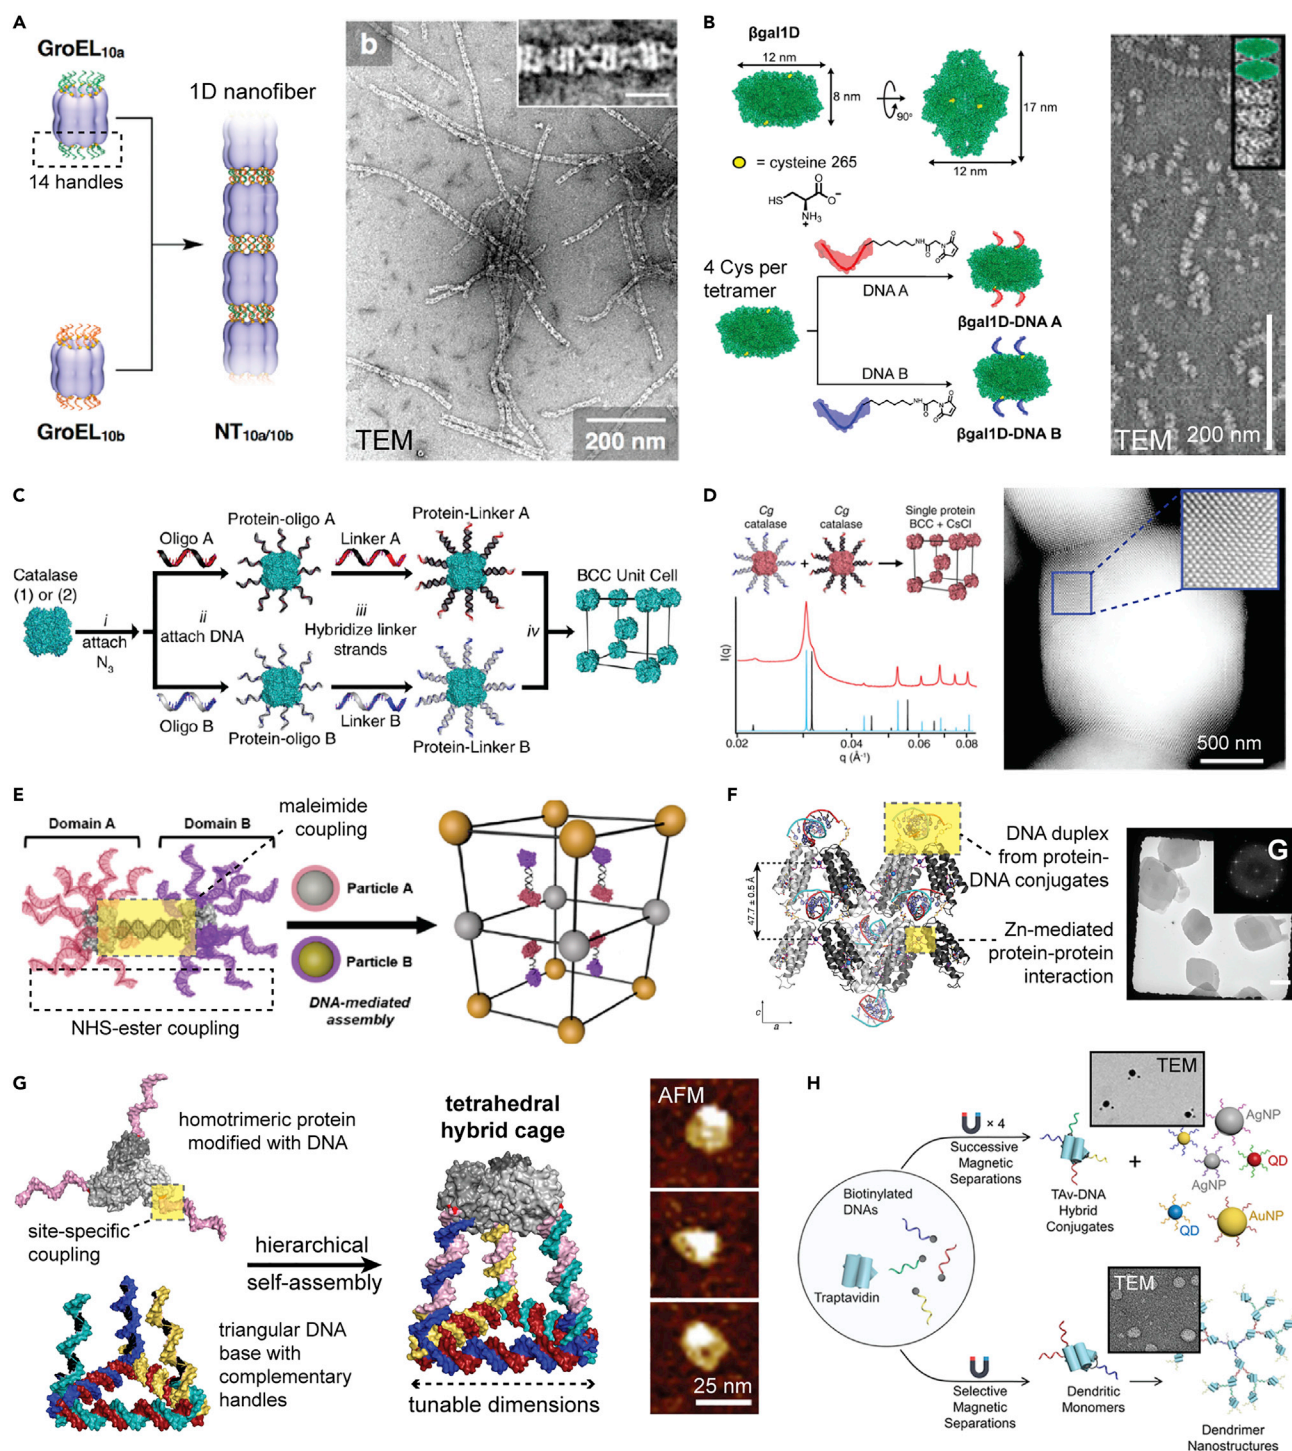 A
GroEL10a
14 handles
1D nanofiber
GroEL10b
NT10a/10b
b
TEM
200 nm
B
βgal1D
12 nm
8 nm
90°
17 nm
12 nm
= cysteine 265
HS
O
O−
NH3
+
4 Cys per
tetramer
NH
O
N
O
O
DNA A
βgal1D-DNA A
DNA B
NH
O
N
O
O
βgal1D-DNA B
TEM
200 nm
C
Catalase
(1) or (2)
i
attach
N3
Oligo A
Protein-oligo A
Linker A
Protein-Linker A
ii
attach DNA
iii
Hybridize linker
strands
iv
BCC Unit Cell
Oligo B
Protein-oligo B
Linker B
Protein-Linker B
D
Cg
catalase
+
Cg
catalase
Single protein
BCC + CsCl
I(q)
0.02
0.04
0.06
0.08
q (Å-1)
500 nm
E
Domain A
Domain B
maleimide
coupling
NHS-ester coupling
Particle A
Particle B
DNA-mediated
assembly
F
47.7 ± 0.5 Å
c
a
DNA duplex
from protein-
DNA conjugates
Zn-mediated
protein-protein
interaction
G
G
homotrimeric protein
modified with DNA
site-specific
coupling
hierarchical
self-assembly
triangular DNA
base with
complementary
handles
tetrahedral
hybrid cage
tunable dimensions
AFM
25 nm
H
Biotinylated
DNAs
Traptavidin
× 4
Successive
Magnetic
Separations
TAv-DNA
Hybrid
Conjugates
+
TEM
AgNP
QD
AgNP
QD
AuNP
Selective
Magnetic
Separations
Dendritic
Monomers
TEM
Dendrimer
Nanostructures